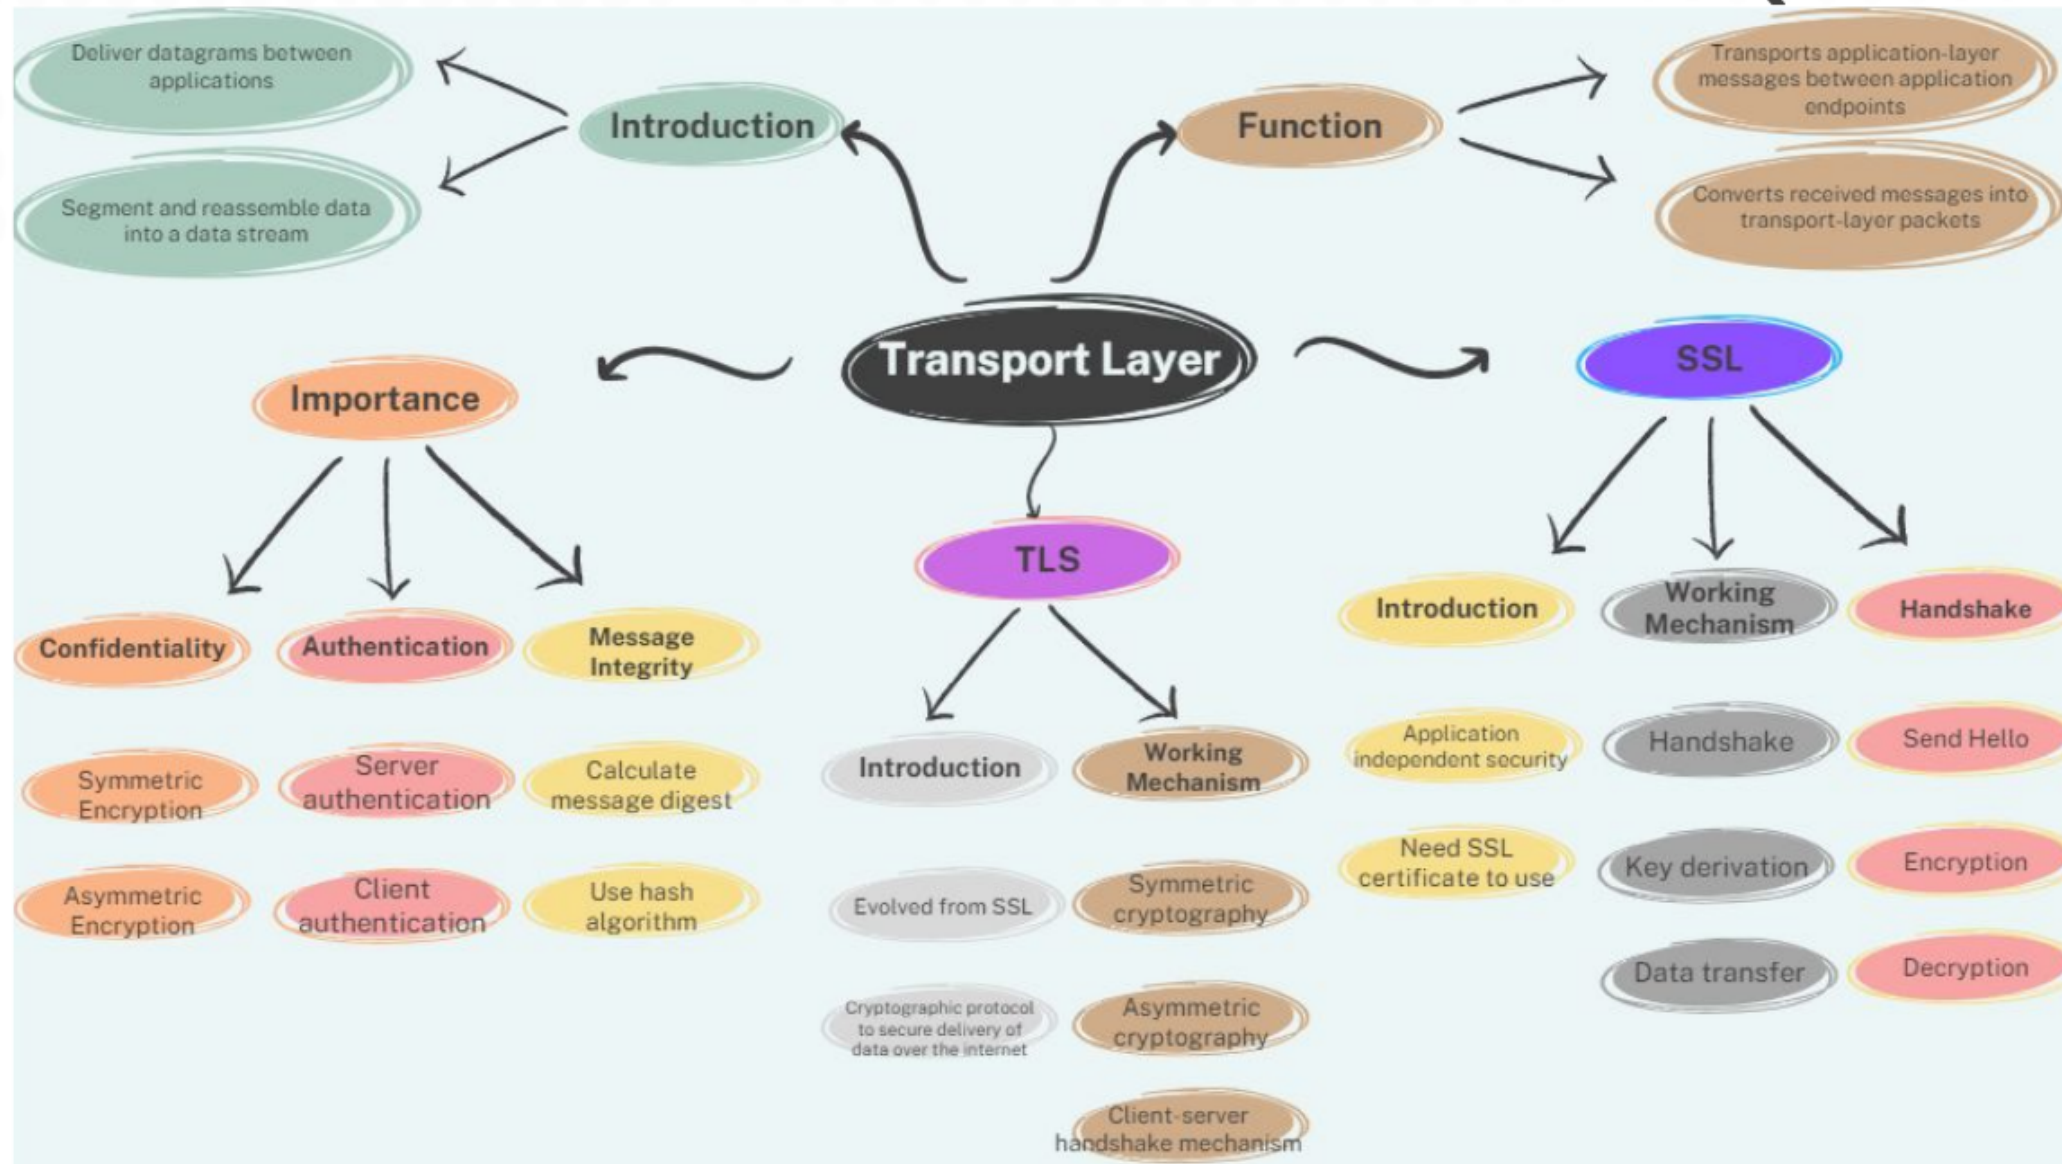 Deliver datagrams between
applications
Segment and reassemble data
into a data stream
Introduction
Function
Transports application-layer
messages between application
endpoints
Converts received messages into
transport-layer packets
Transport Layer
Importance
Confidentiality
Symmetric
Encryption
Asymmetric
Encryption
Authentication
Server
authentication
Client
authentication
Message
Integrity
Calculate
message digest
Use hash
algorithm
TLS
Introduction
Evolved from SSL
Cryptographic protocol
to secure delivery of
data over the internet
Working
Mechanism
Symmetric
cryptography
Asymmetric
cryptography
Client-server
handshake mechanism
SSL
Introduction
Application
independent security
Need SSL
certificate to use
Working
Mechanism
Handshake
Key derivation
Data transfer
Handshake
Send Hello
Encryption
Decryption